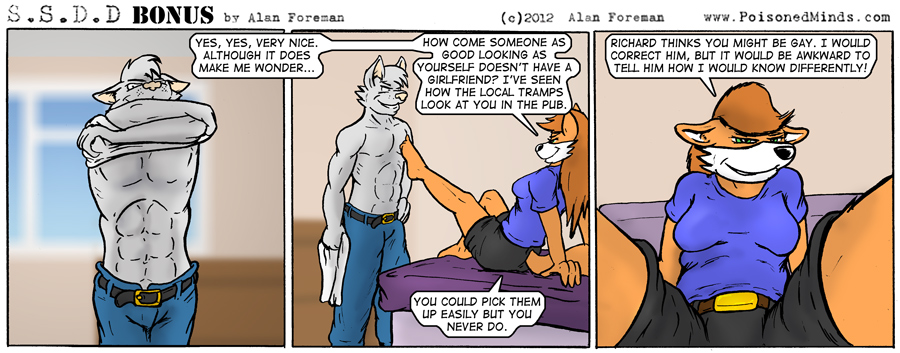 S.S.D.D BONUS by Alan Foreman (c)2012 Alan Foreman www.PoisonedMinds.com
YES, YES, VERY NICE.
ALTHOUGH IT DOES
MAKE ME WONDER...
HOW COME SOMEONE AS
GOOD LOOKING AS
YOURSELF DOESN'T HAVE A
GIRLFRIEND? I'VE SEEN
HOW THE LOCAL TRAMPS
LOOK AT YOU IN THE PUB.
YOU COULD PICK THEM
UP EASILY BUT YOU
NEVER DO.
RICHARD THINKS YOU MIGHT BE GAY. I WOULD
CORRECT HIM, BUT IT WOULD BE AWKWARD TO
TELL HIM HOW I WOULD KNOW DIFFERENTLY!